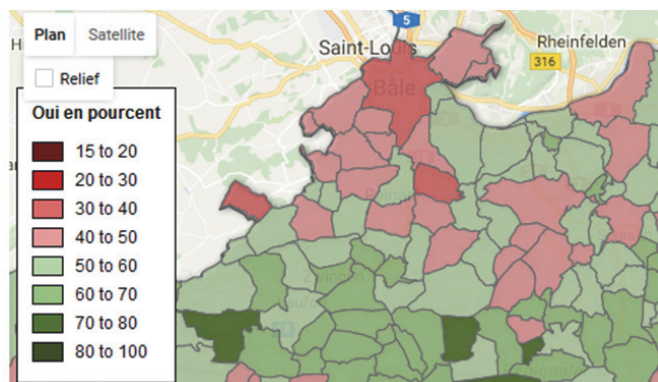 Plan
Satellite
Relief
5
Saint-Louis
Rheinfelden
316
Bâle
Oui en pourcent
15 to 20
20 to 30
30 to 40
40 to 50
50 to 60
60 to 70
70 to 80
80 to 100
Zwingen